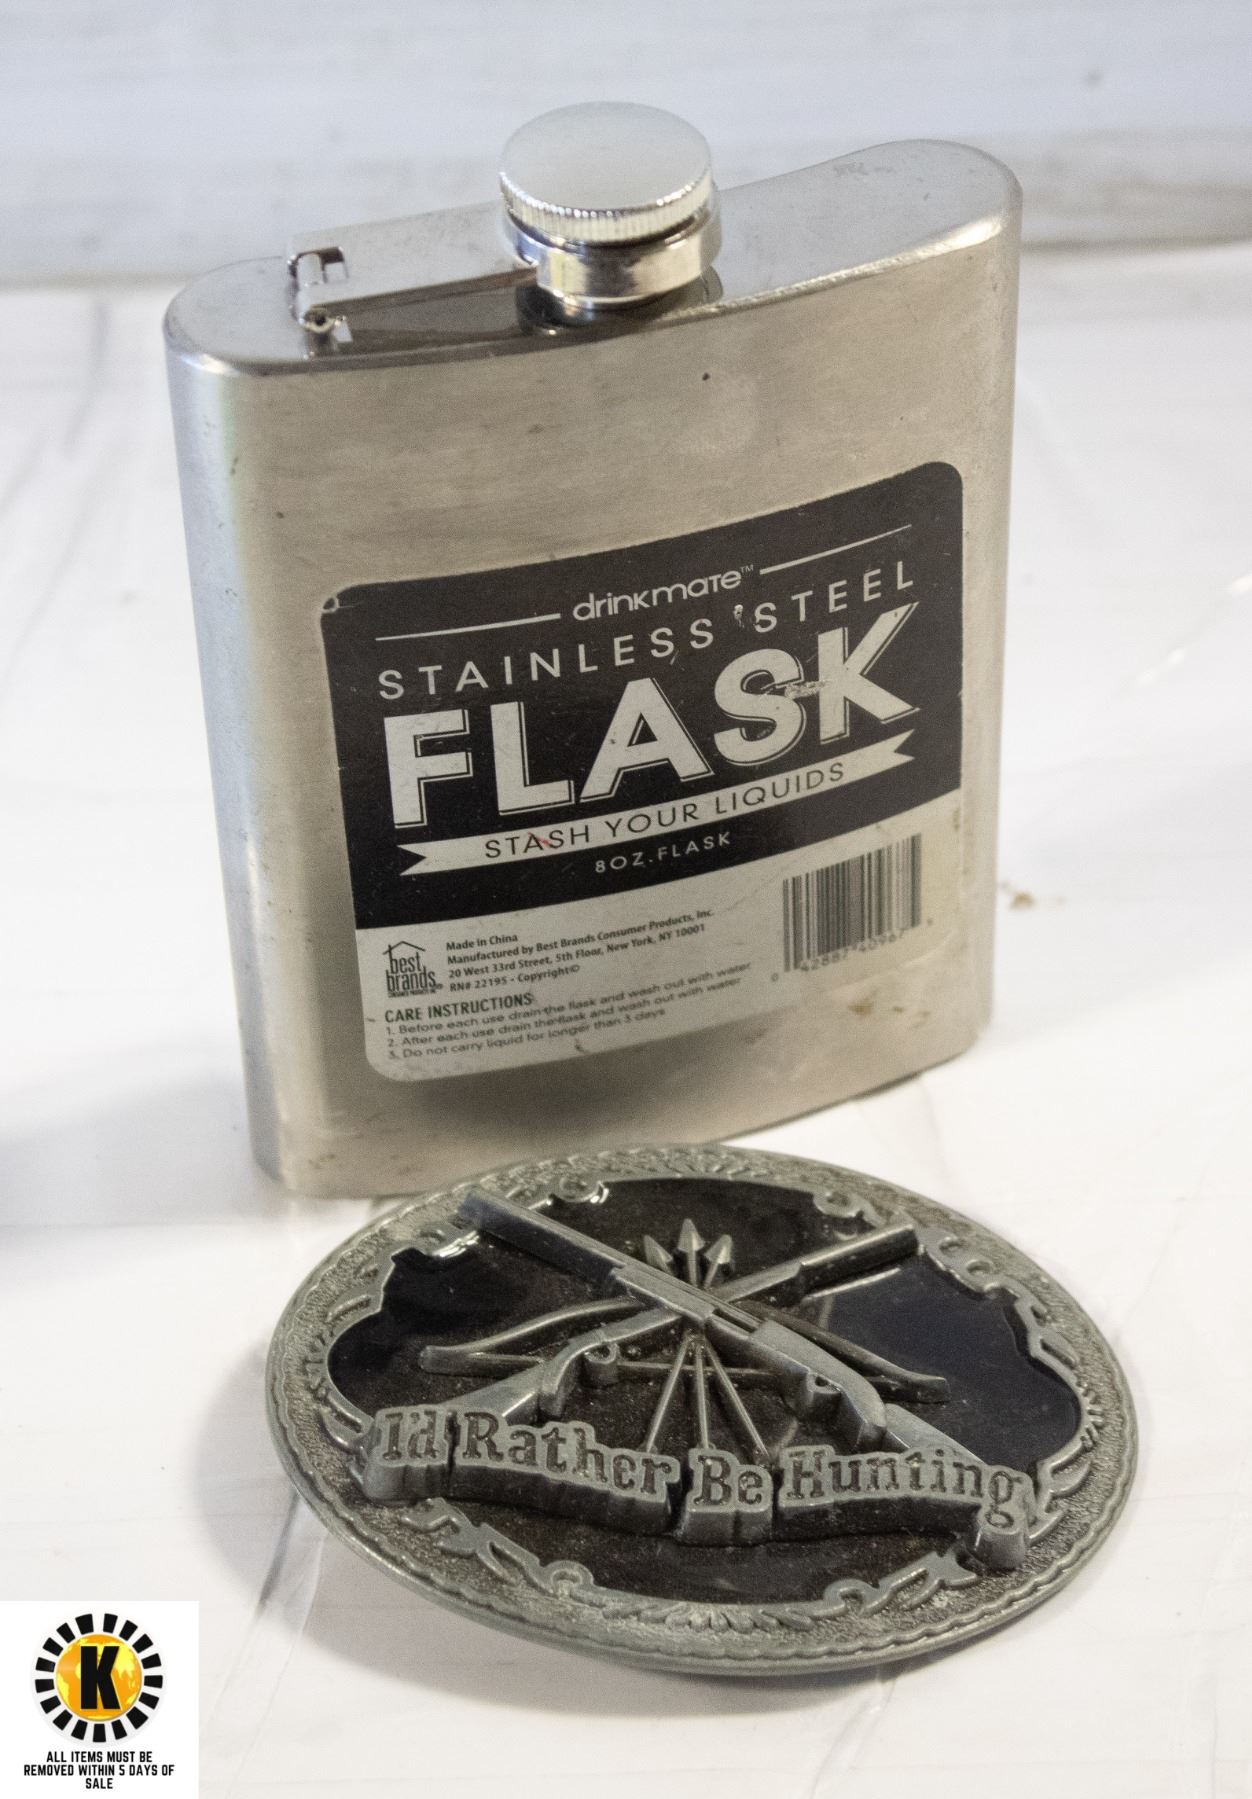 drinkmate™
STAINLESS STEEL
FLASK
STASH YOUR LIQUIDS
8OZ.FLASK
best
brands
Made in China
Manufactured by Best Brands Consumer Products, Inc.
20 West 33rd Street, 5th Floor, New York, NY 10001
RN# 22195 - Copyright©
CARE INSTRUCTIONS
1. Before each use drain the flask and wash out with water
2. After each use drain the flask and wash out with water
3. Do not carry liquid for longer than 3 days
0 42887 40967
I'd Rather Be Hunting
K
ALL ITEMS MUST BE
REMOVED WITHIN 5 DAYS OF
SALE